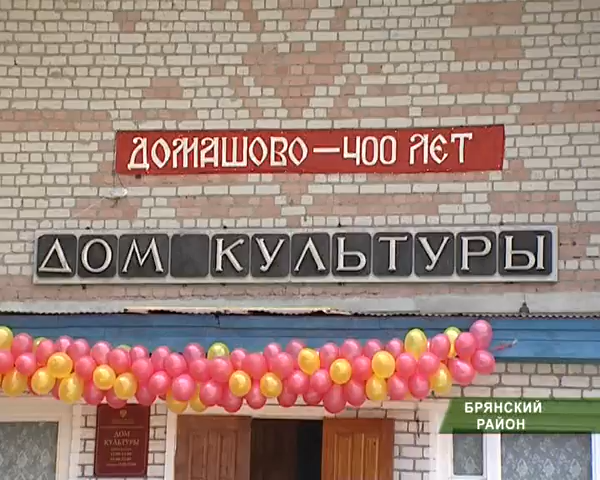 ДОМАШОВО – 400 ЛЕТ
ДОМ КУЛЬТУРЫ
БРЯНСКИЙ
РАЙОН
ДОМ
КУЛЬТУРЫ